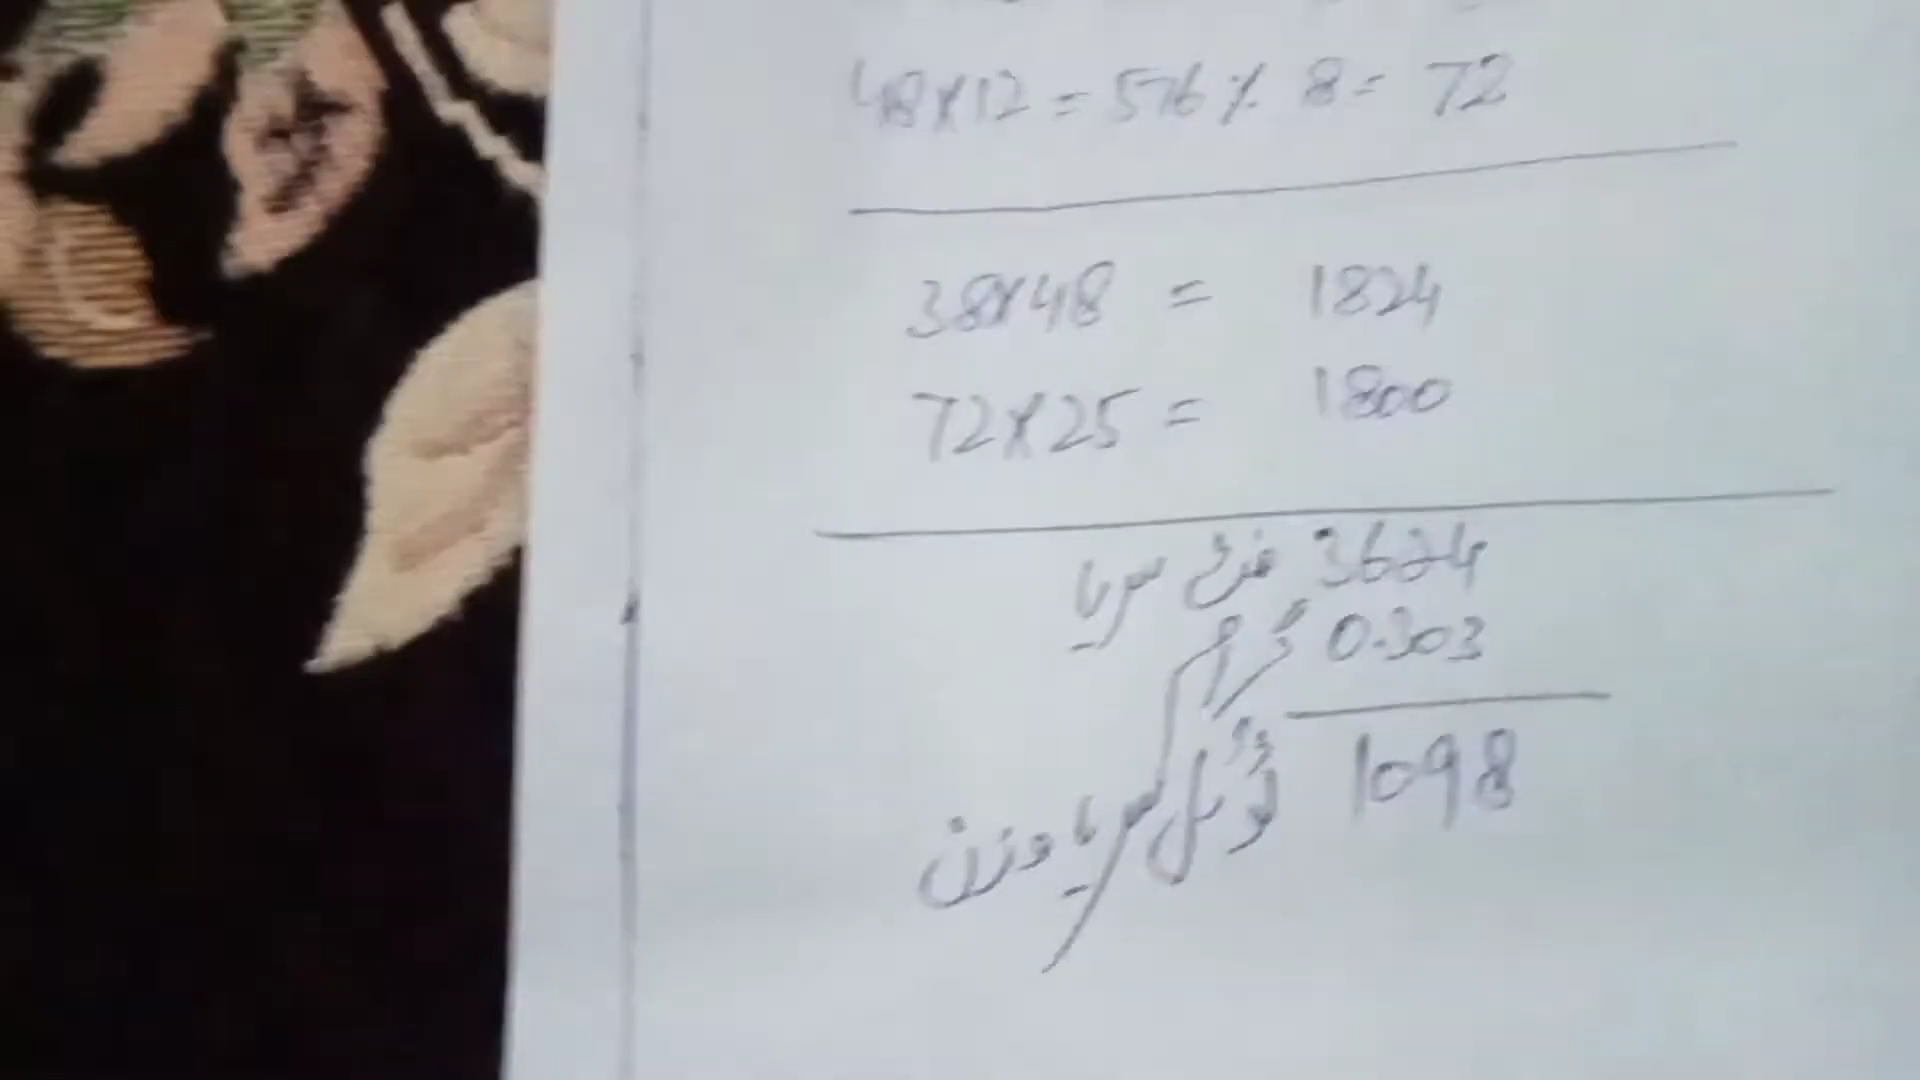 48x12 = 576 ٪ 8 = 72
38x48 = 1824
72x25 = 1800
3624 فٹ سریا
0.303 گرام
1098 ٹوٹل سریا وزن